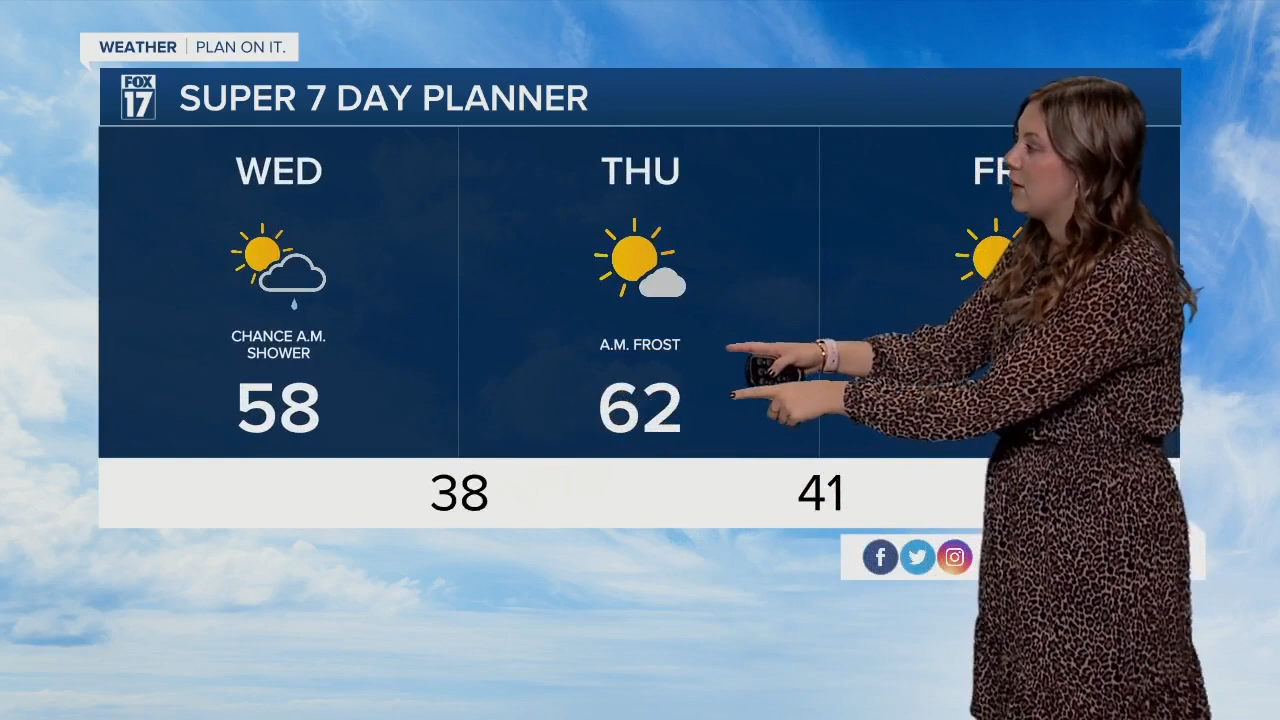 WEATHER | PLAN ON IT.
FOX
17
SUPER 7 DAY PLANNER
WED
THU
CHANCE A.M.
SHOWER
A.M. FROST
58
62
38
41